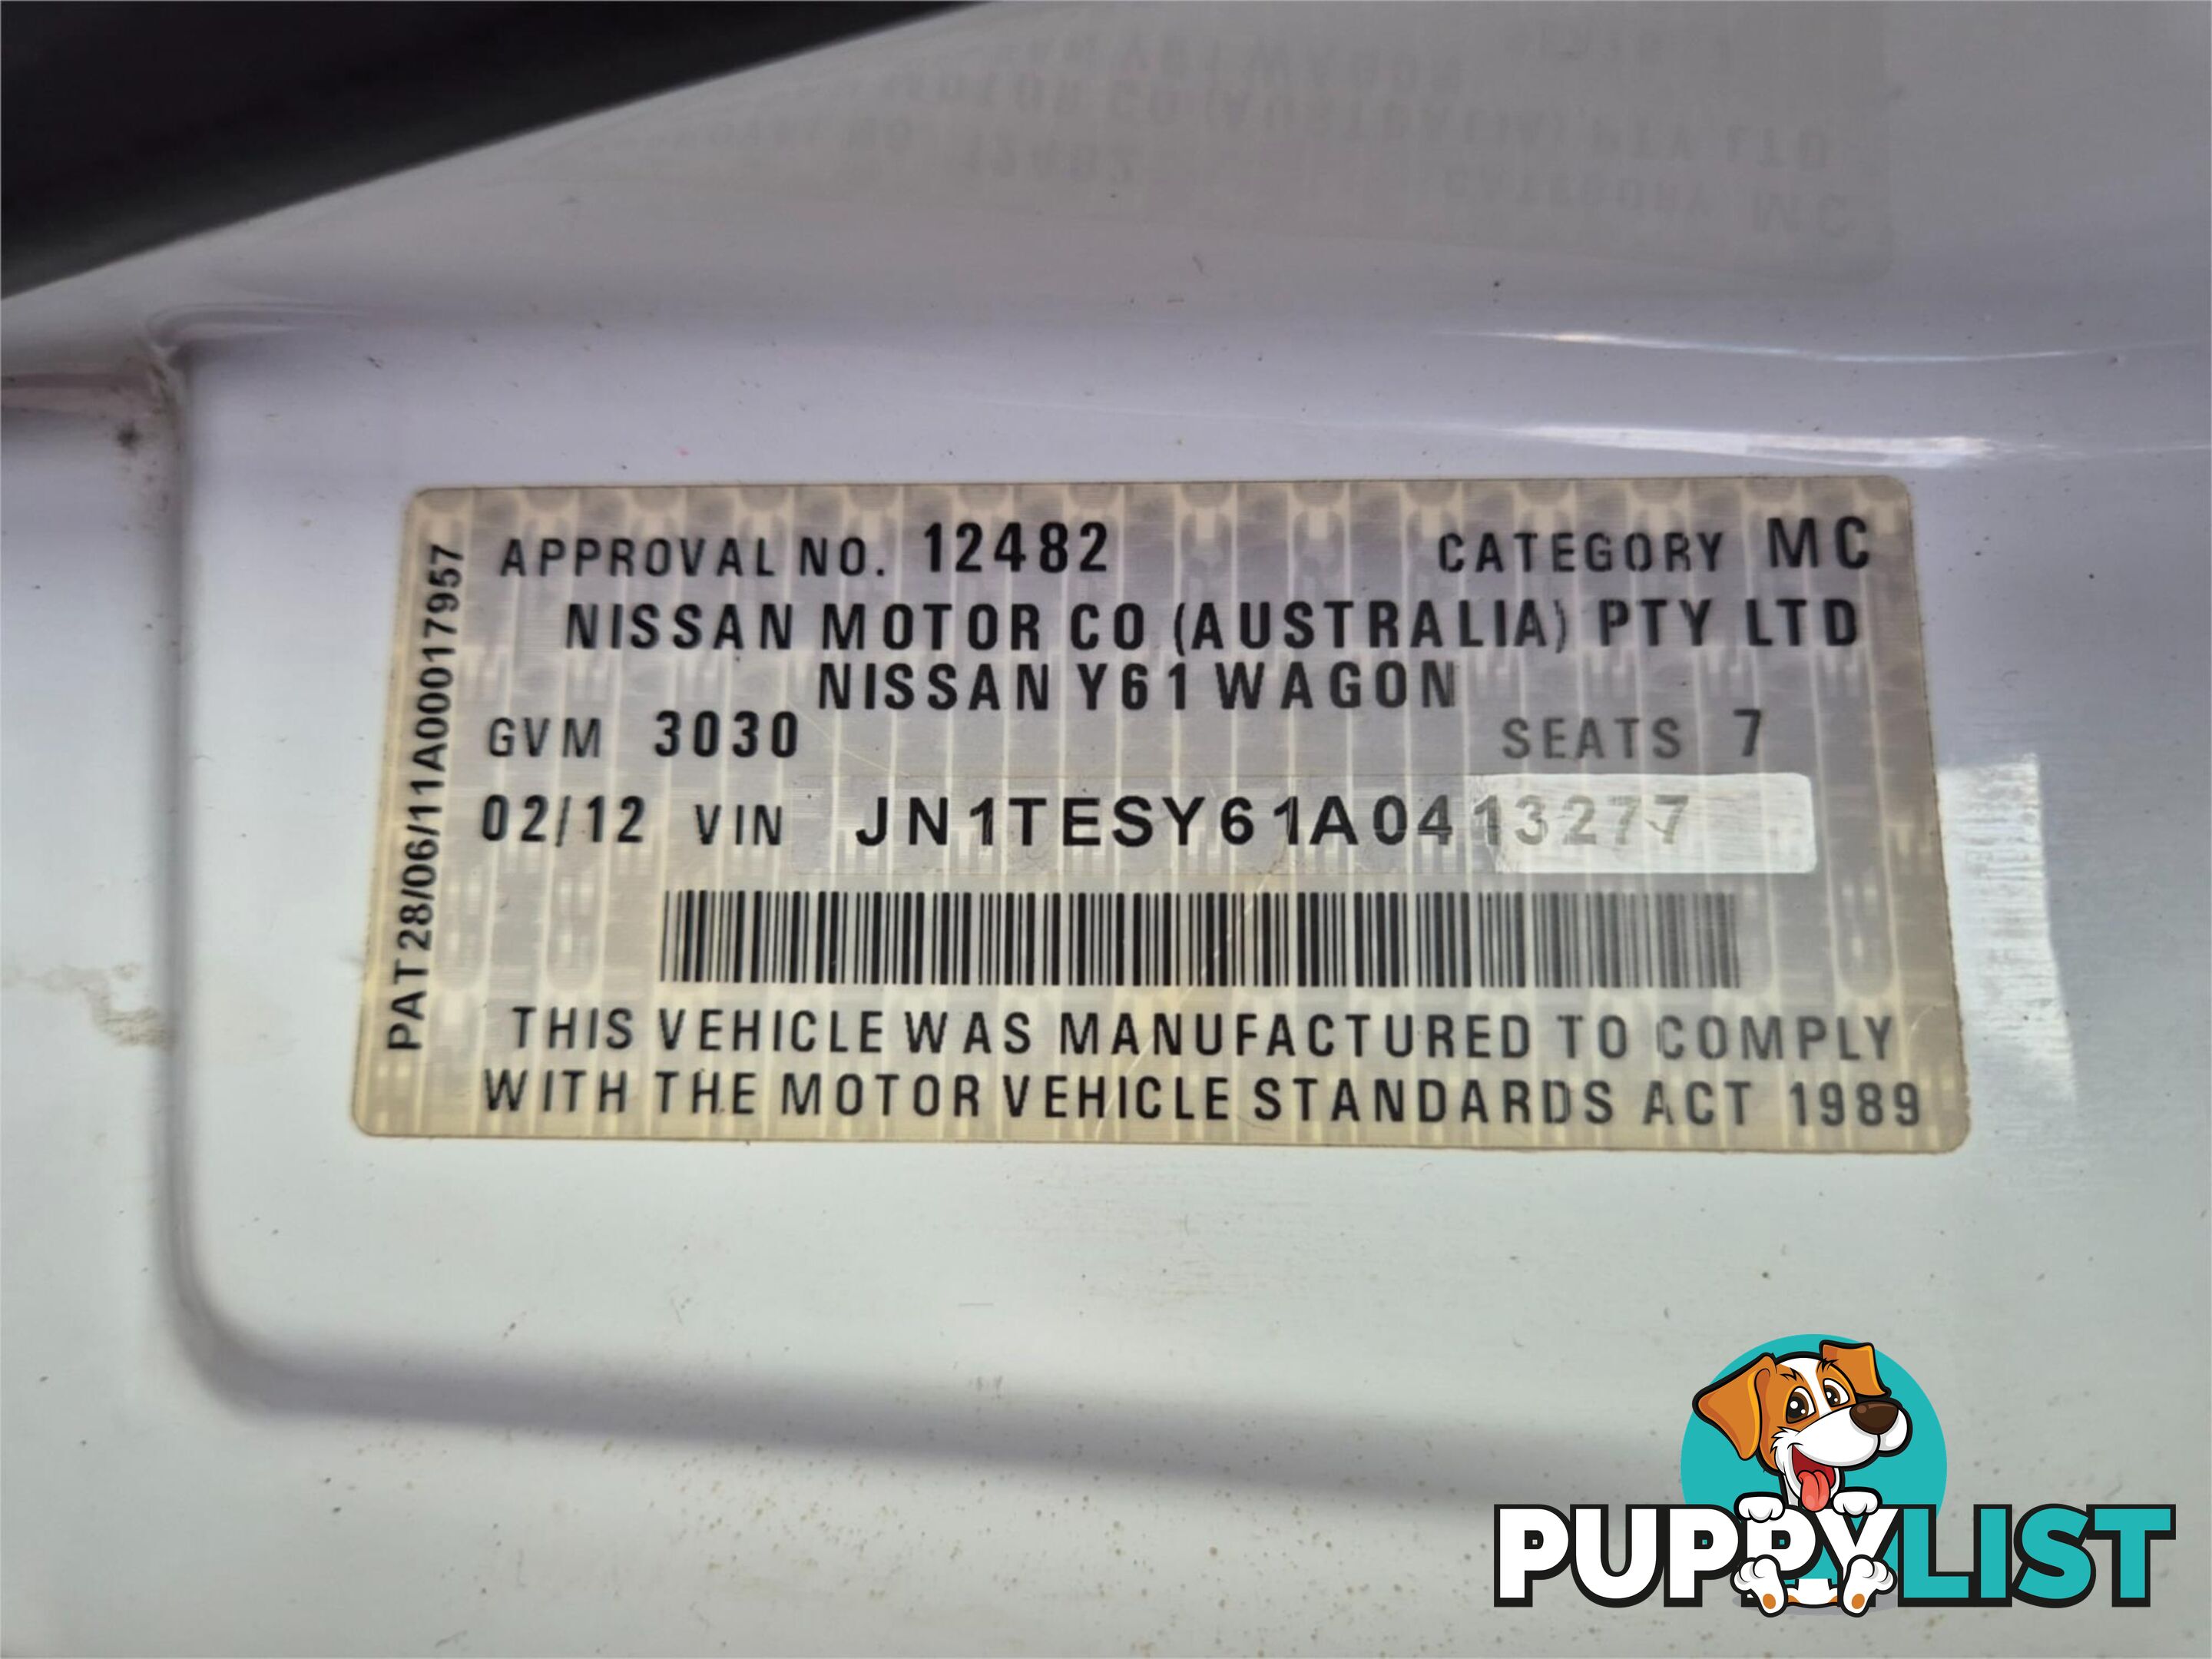 APPROVAL NO. 12482 CATEGORY MC
NISSAN MOTOR CO (AUSTRALIA) PTY LTD
NISSAN Y61 WAGON
GVM 3030 SEATS 7
02/12 VIN JN1TESY61A0413277
THIS VEHICLE WAS MANUFACTURED TO COMPLY
WITH THE MOTOR VEHICLE STANDARDS ACT 1989
PAT28/06/11A00017957
PUPPYLIST